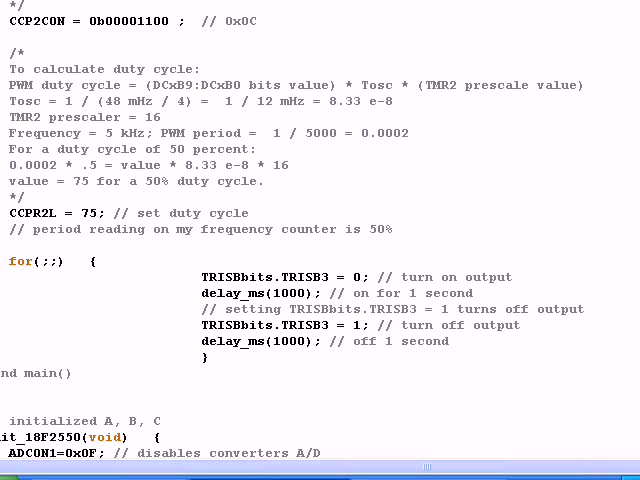 */
CCP2CON = 0b00001100 ;  // 0x0C
/*
To calculate duty cycle:
PWM duty cycle = (DCxB9:DCxB0 bits value) * Tosc * (TMR2 prescale value)
Tosc = 1 / (48 mHz / 4) =  1 / 12 mHz = 8.33 e-8
TMR2 prescaler = 16
Frequency = 5 kHz; PWM period =  1 / 5000 = 0.0002
For a duty cycle of 50 percent:
0.0002 * .5 = value * 8.33 e-8 * 16
value = 75 for a 50% duty cycle.
*/
CCPR2L = 75; // set duty cycle
// period reading on my frequency counter is 50%
for(;;)   {
TRISBbits.TRISB3 = 0; // turn on output
delay_ms(1000); // on for 1 second
// setting TRISBbits.TRISB3 = 1 turns off output
TRISBbits.TRISB3 = 1; // turn off output
delay_ms(1000); // off 1 second
}
nd main()
initialized A, B, C
it_18F2550(void)   {
ADCON1=0x0F; // disables converters A/D